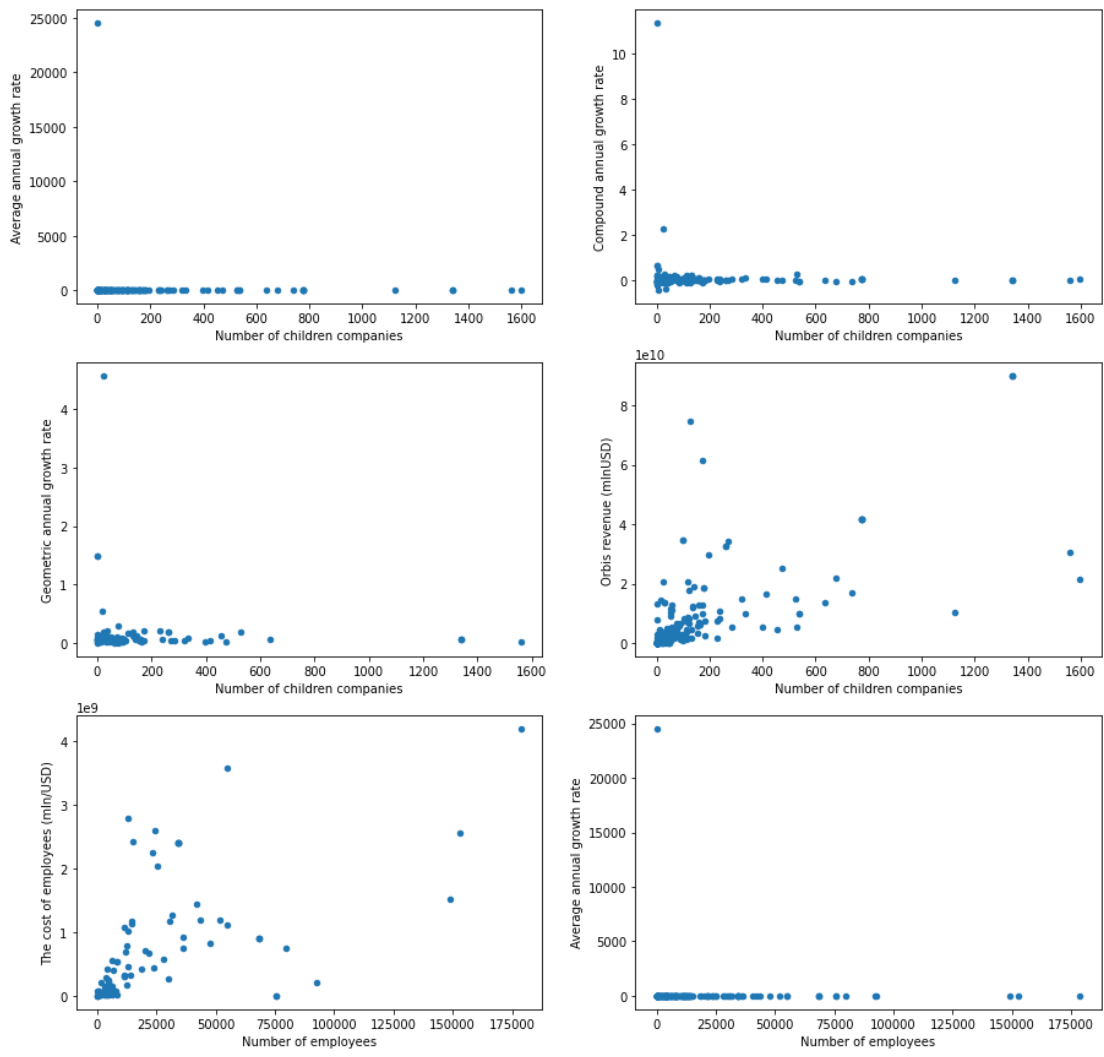 25000
20000
15000
10000
5000
0
Average annual growth rate
0 200 400 600 800 1000 1200 1400 1600
Number of children companies
10
8
6
4
2
0
Compound annual growth rate
0 200 400 600 800 1000 1200 1400 1600
Number of children companies
4
3
2
1
0
Geometric annual growth rate
0 200 400 600 800 1000 1200 1400 1600
Number of children companies
1e10
8
6
4
2
0
Orbis revenue (mlnUSD)
0 200 400 600 800 1000 1200 1400 1600
Number of children companies
1e9
4
3
2
1
0
The cost of employees (mln/USD)
0 25000 50000 75000 100000 125000 150000 175000
Number of employees
25000
20000
15000
10000
5000
0
Average annual growth rate
0 25000 50000 75000 100000 125000 150000 175000
Number of employees